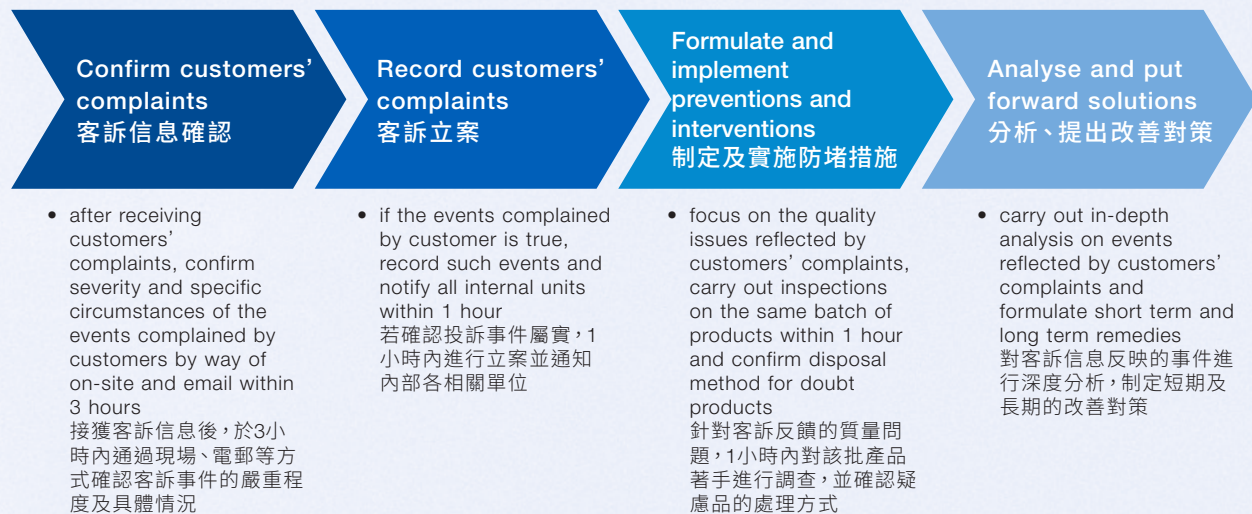 Confirm customers’
complaints
客訴信息確認
Record customers’
complaints
客訴立案
Formulate and
implement
preventions and
interventions
制定及實施防堵措施
Analyse and put
forward solutions
分析、提出改善對策
• after receiving
customers’
complaints, confirm
severity and specific
circumstances of the
events complained by
customers by way of
on-site and email within
3 hours
接獲客訴信息後，於3小
時內通過現場、電郵等方
式確認客訴事件的嚴重程
度及具體情況
• if the events complained
by customer is true,
record such events and
notify all internal units
within 1 hour
若確認投訴事件屬實，1
小時內進行立案並通知
內部各相關單位
• focus on the quality
issues reflected by
customers’ complaints,
carry out inspections
on the same batch of
products within 1 hour
and confirm disposal
method for doubt
products
針對客訴反饋的質量問
題，1小時內對該批產品
著手進行調查，並確認疑
慮品的處理方式
• carry out in-depth
analysis on events
reflected by customers’
complaints and
formulate short term and
long term remedies
對客訴信息反映的事件進
行深度分析，制定短期及
長期的改善對策